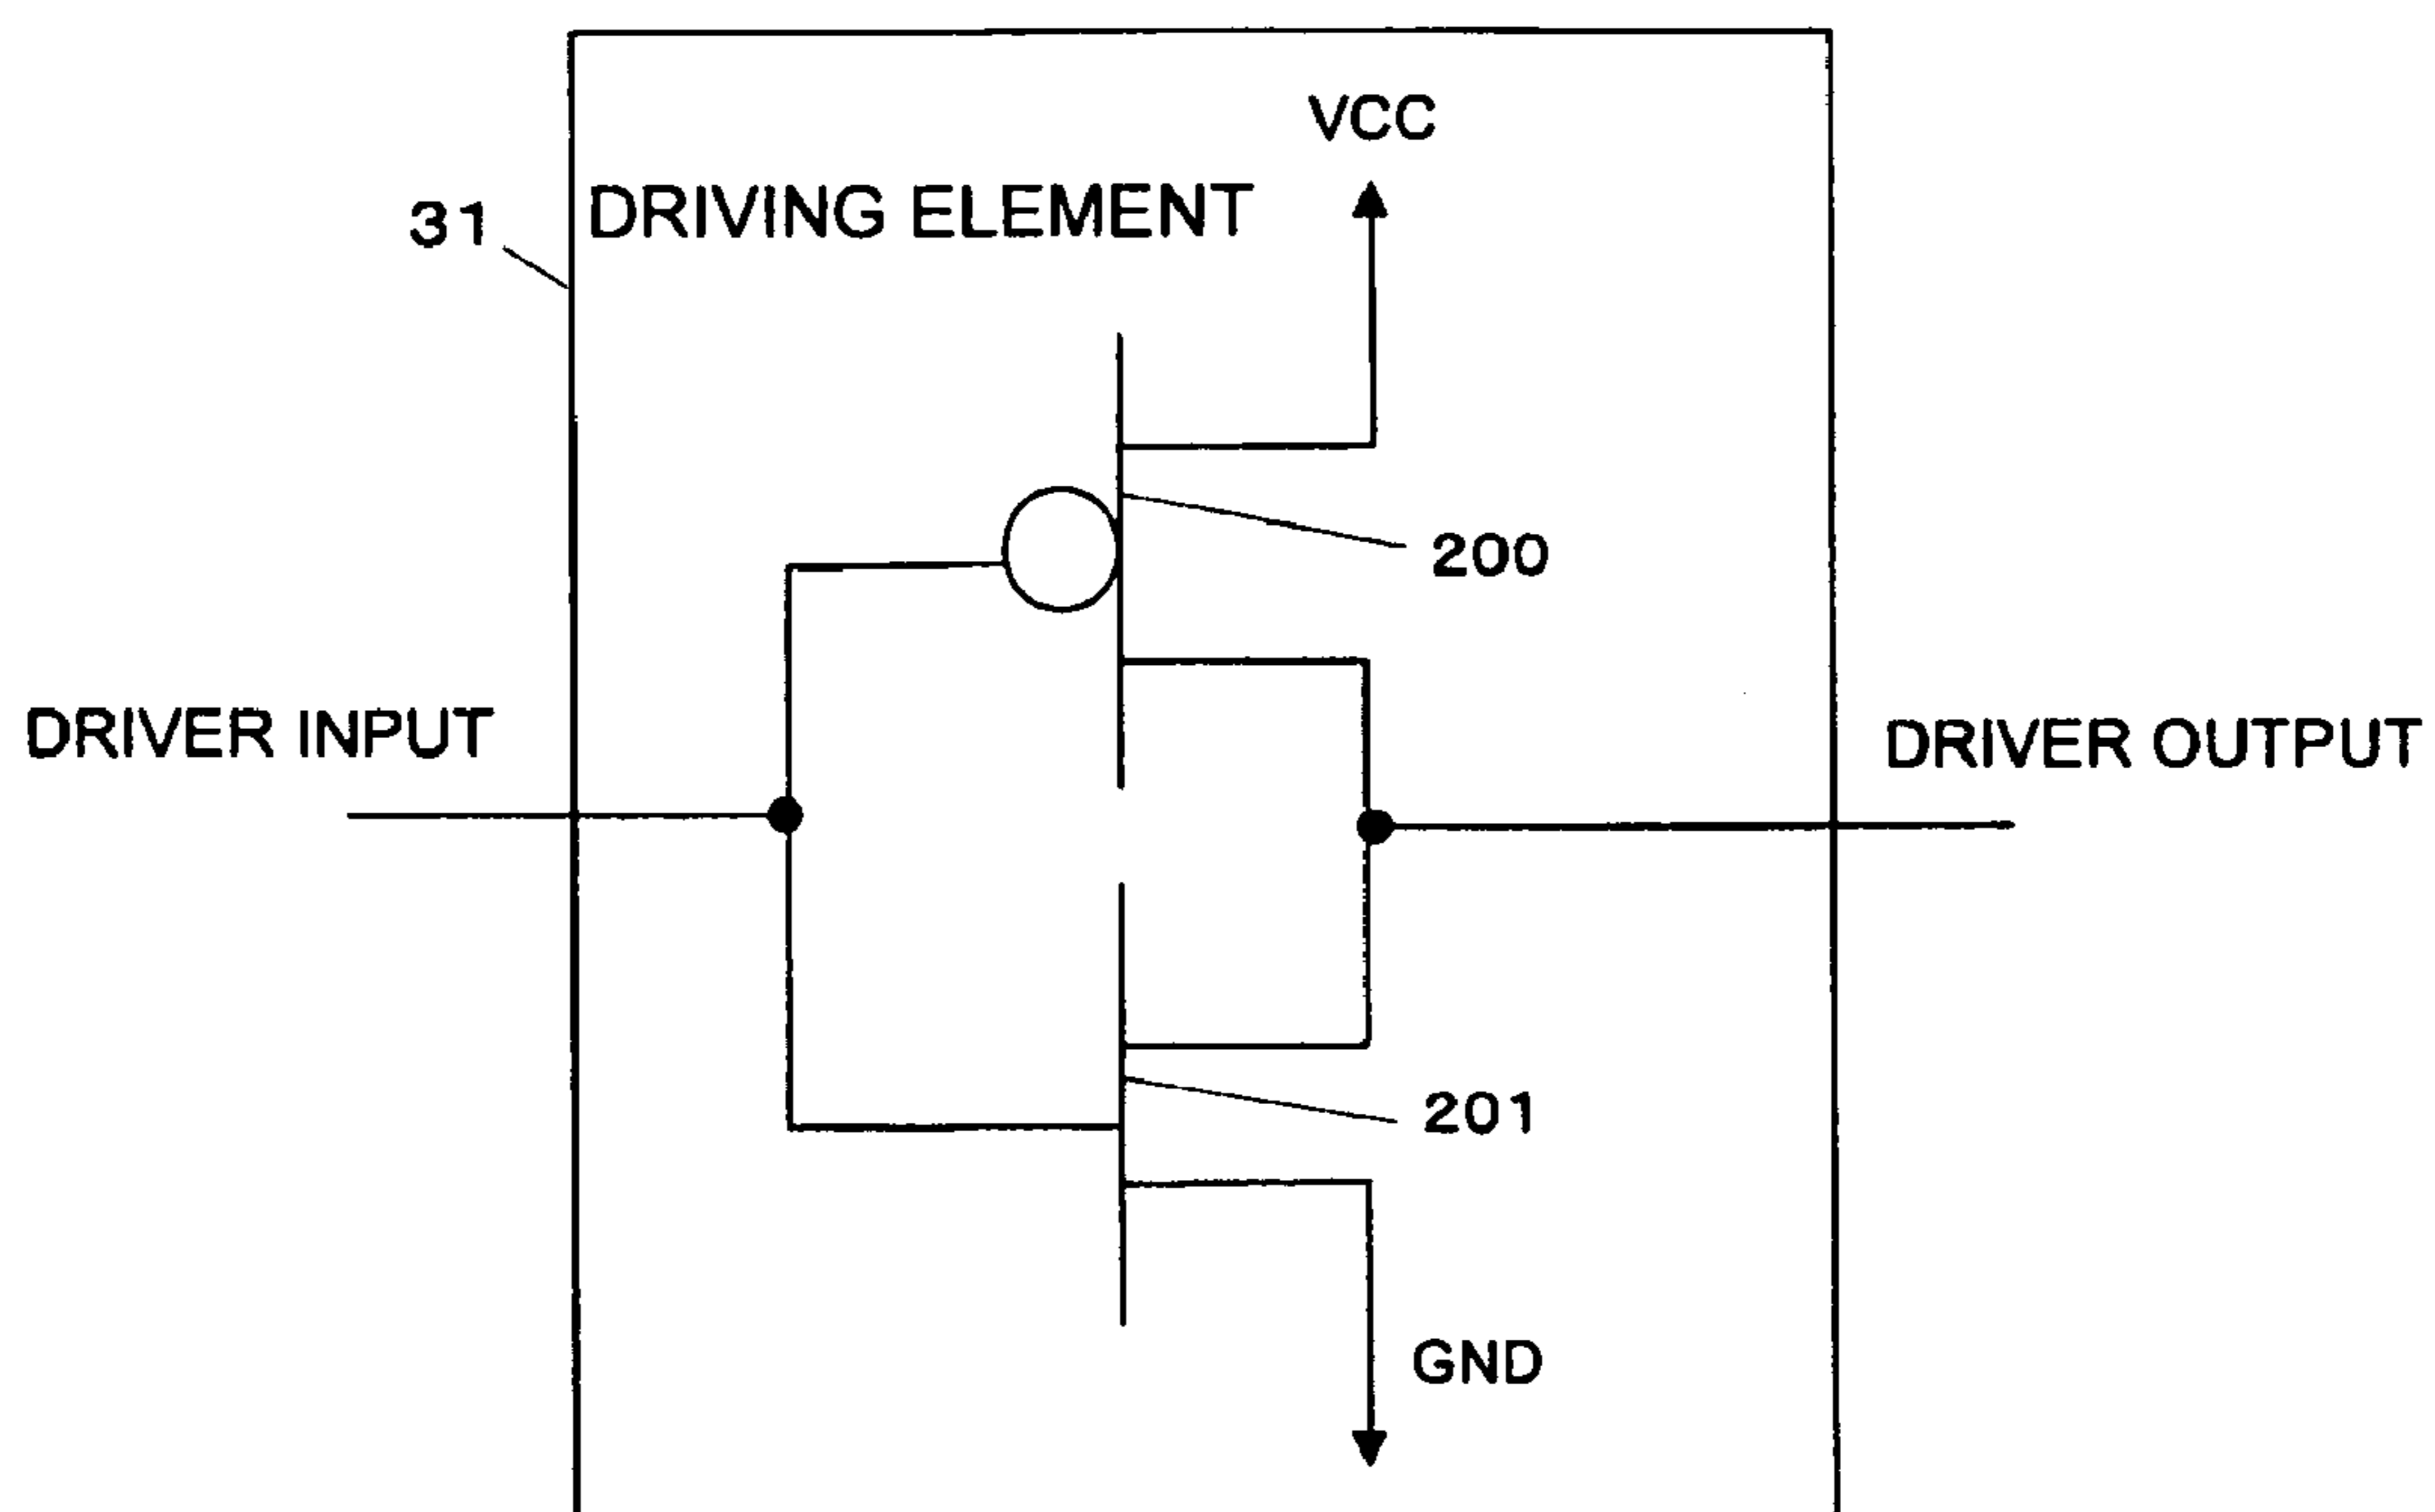 VCC
DRIVING ELEMENT
31
200
DRIVER INPUT
DRIVER OUTPUT
201
GND